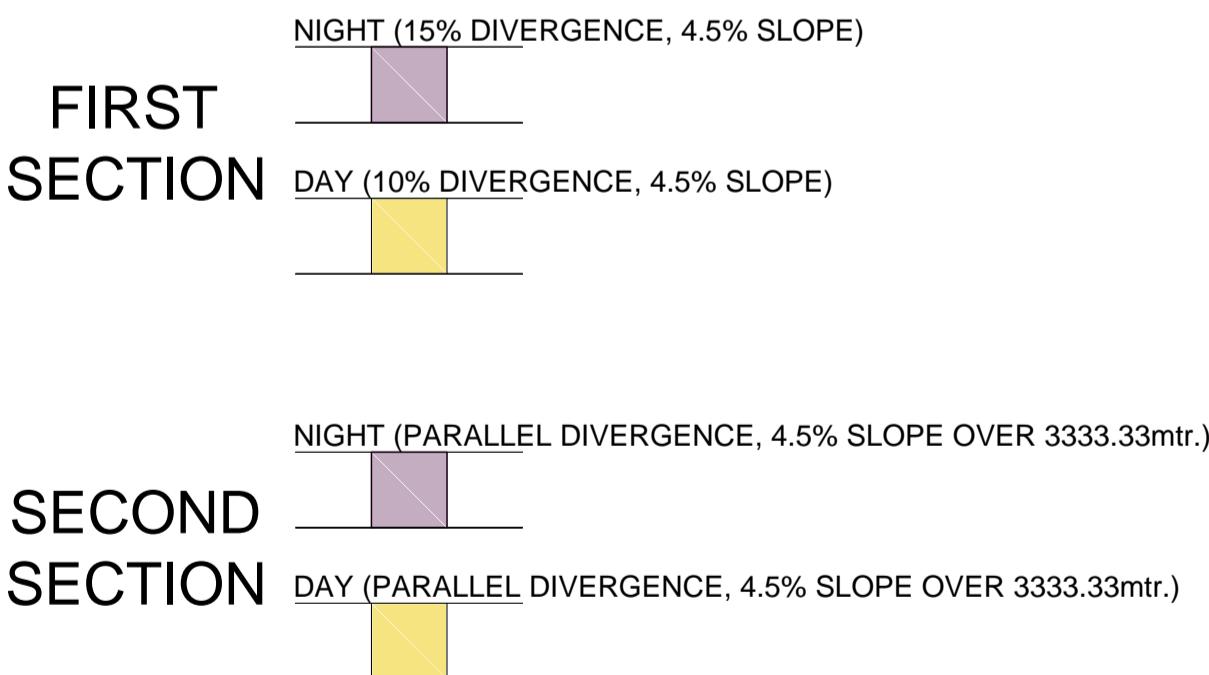 NIGHT (15% DIVERGENCE, 4.5% SLOPE)
FIRST
SECTION
DAY (10% DIVERGENCE, 4.5% SLOPE)
NIGHT (PARALLEL DIVERGENCE, 4.5% SLOPE OVER 3333.33mtr.)
SECOND
SECTION
DAY (PARALLEL DIVERGENCE, 4.5% SLOPE OVER 3333.33mtr.)